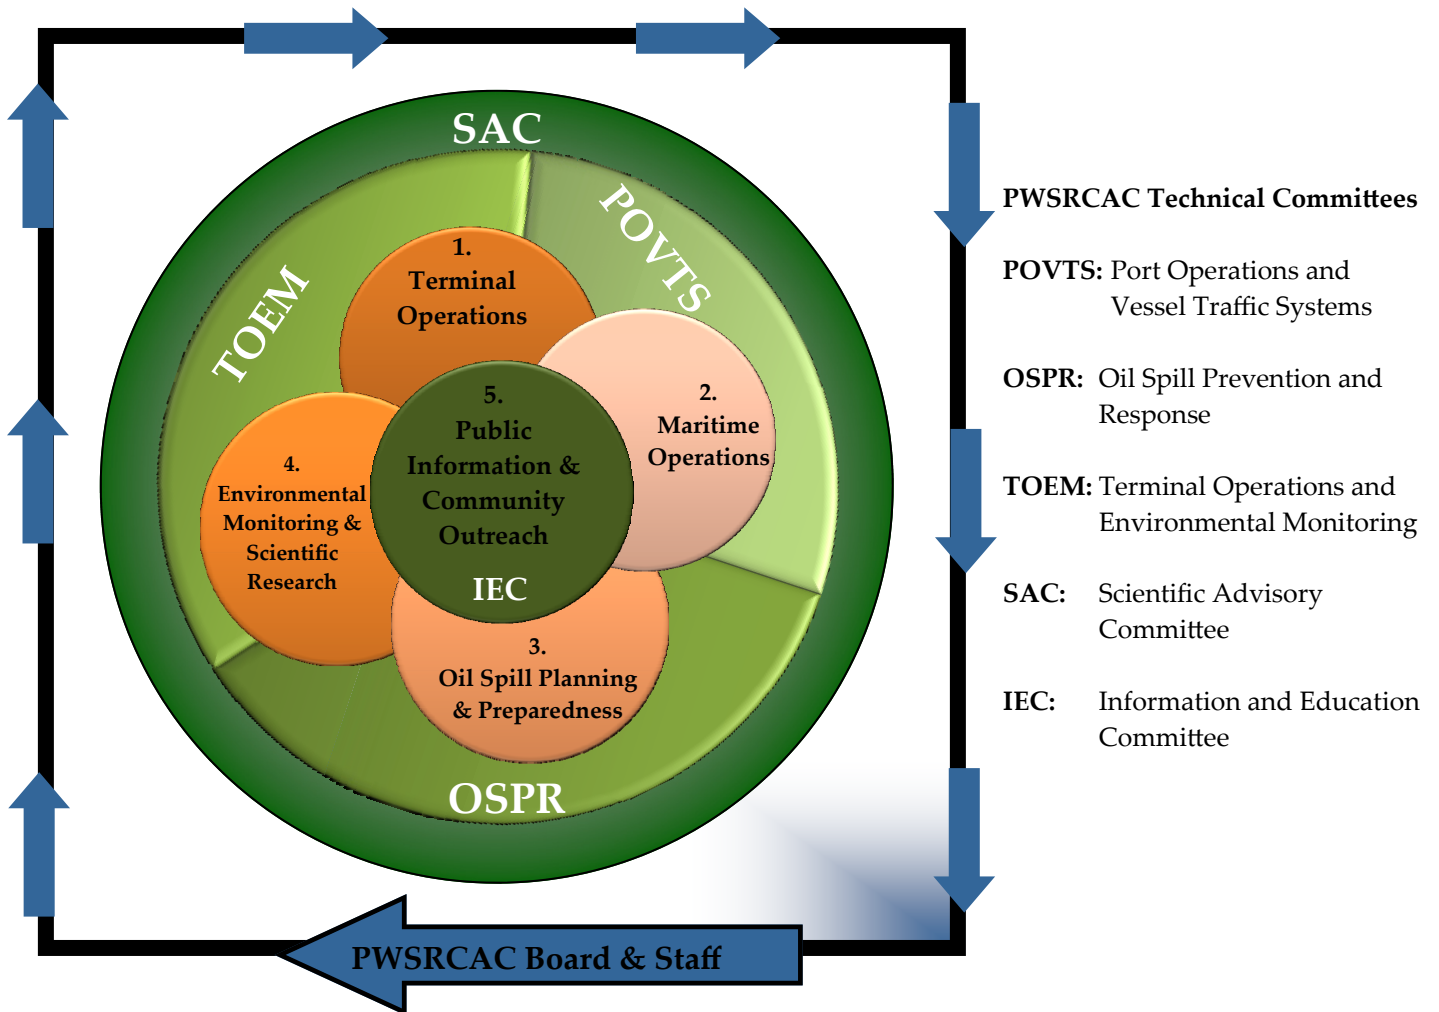 SAC
POVTS
TOEM
1.
Terminal
Operations
2.
Maritime
Operations
5.
Public
Information &
Community
Outreach
IEC
4.
Environmental
Monitoring &
Scientific
Research
3.
Oil Spill Planning
& Preparedness
OSPR
PWSRCAC Board & Staff
PWSRCAC Technical Committees
POVTS: Port Operations and
Vessel Traffic Systems
OSPR: Oil Spill Prevention and
Response
TOEM: Terminal Operations and
Environmental Monitoring
SAC: Scientific Advisory
Committee
IEC: Information and Education
Committee